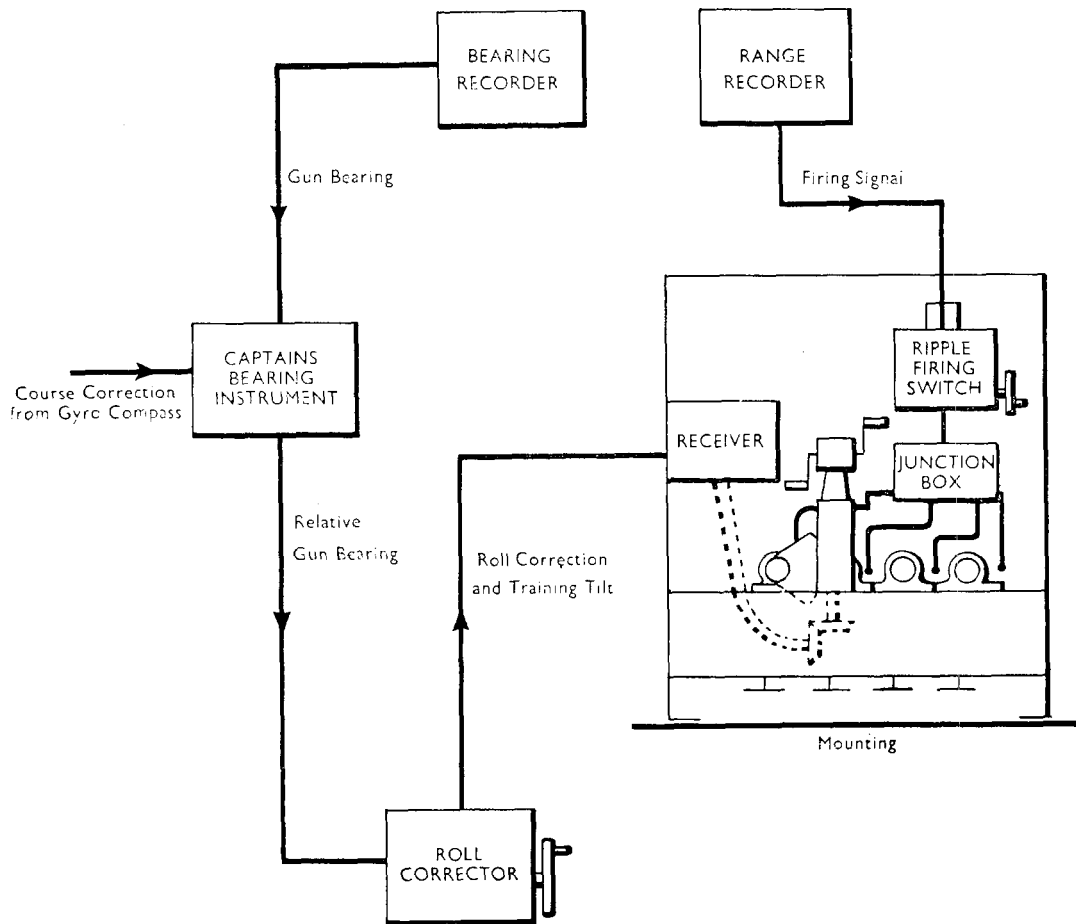 BEARING
RECORDER
RANGE
RECORDER
Gun Bearing
Firing Signal
CAPTAINS
BEARING
INSTRUMENT
Course Correction
from Gyro Compass
RIPPLE
FIRING
SWITCH
RECEIVER
JUNCTION
BOX
Relative
Gun Bearing
Roll Correction
and Training Tilt
Mounting
ROLL
CORRECTOR